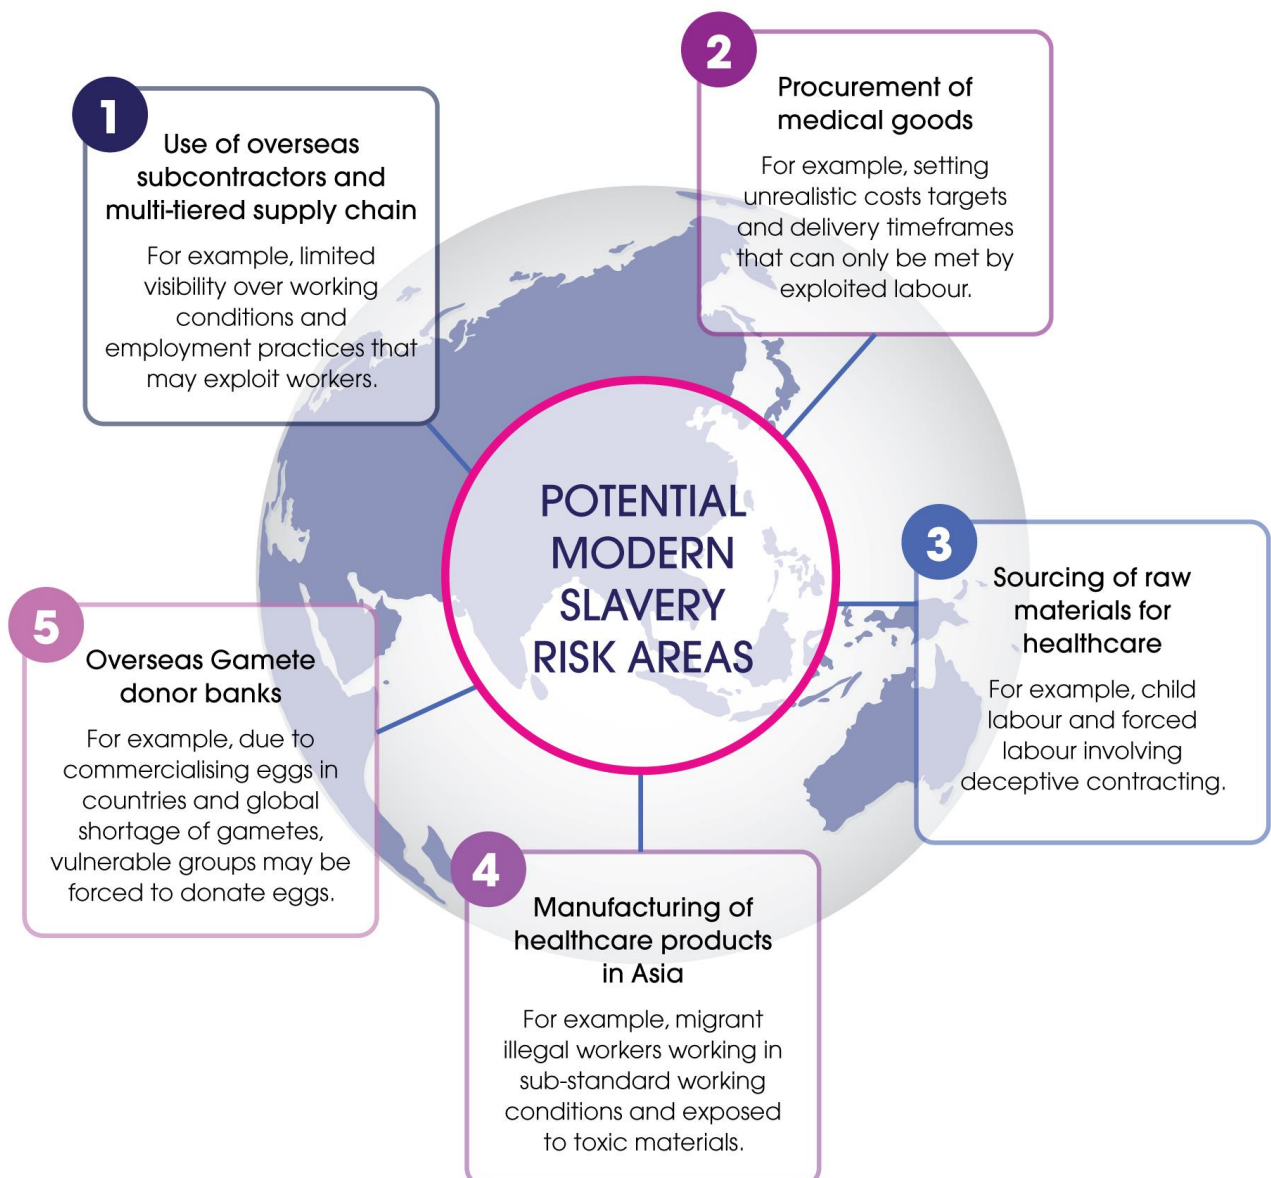 1
Use of overseas
subcontractors and
multi-tiered supply chain
For example, limited
visibility over working
conditions and
employment practices that
may exploit workers.
2
Procurement of
medical goods
For example, setting
unrealistic costs targets
and delivery timeframes
that can only be met by
exploited labour.
POTENTIAL
MODERN
SLAVERY
RISK AREAS
3
Sourcing of raw
materials for
healthcare
For example, child
labour and forced
labour involving
deceptive contracting.
4
Manufacturing of
healthcare products
in Asia
For example, migrant
illegal workers working in
sub-standard working
conditions and exposed
to toxic materials.
5
Overseas Gamete
donor banks
For example, due to
commercialising eggs in
countries and global
shortage of gametes,
vulnerable groups may be
forced to donate eggs.